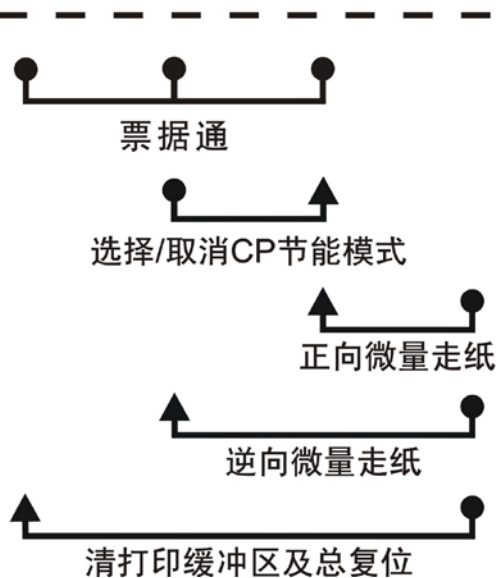 票据通
选择/取消CP节能模式
正向微量走纸
逆向微量走纸
清打印缓冲区及总复位